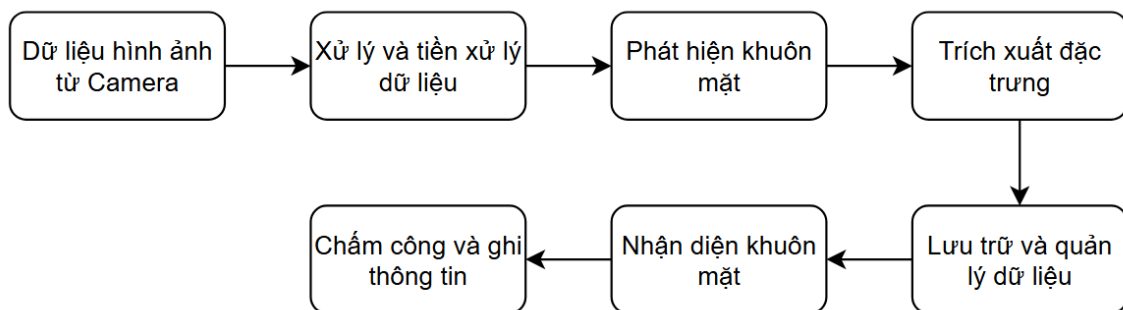 Dữ liệu hình ảnh
từ Camera
Xử lý và tiền xử lý
dữ liệu
Phát hiện khuôn
mặt
Trích xuất đặc
trưng
Lưu trữ và quản
lý dữ liệu
Nhận diện khuôn
mặt
Chấm công và ghi
thông tin